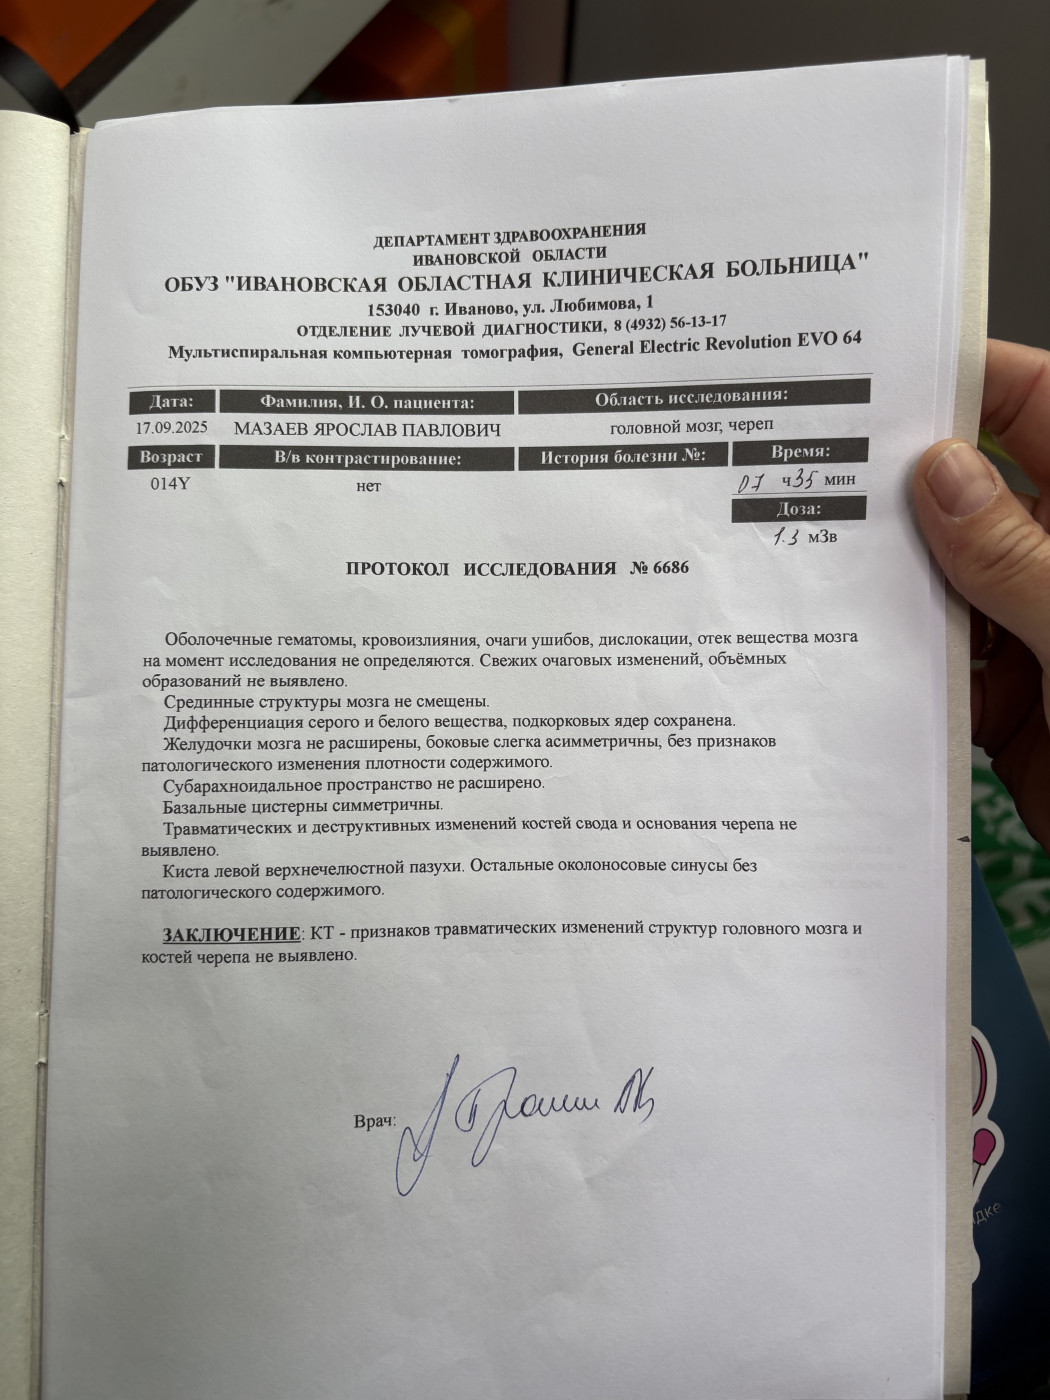 ДЕПАРТАМЕНТ ЗДРАВООХРАНЕНИЯ
ИВАНОВСКОЙ ОБЛАСТИ
ОБУЗ "ИВАНОВСКАЯ ОБЛАСТНАЯ КЛИНИЧЕСКАЯ БОЛЬНИЦА"
153040 г. Иваново, ул. Любимова, 1
ОТДЕЛЕНИЕ ЛУЧЕВОЙ ДИАГНОСТИКИ, 8 (4932) 56-13-17
Мультиспиральная компьютерная томография, General Electric Revolution EVO 64
Дата: Фамилия, И. О. пациента: Область исследования:
17.09.2025 МАЗАЕВ ЯРОСЛАВ ПАВЛОВИЧ головной мозг, череп
Возраст В/в контрастирование: История болезни №: Время:
014Y нет 07 ч 35 мин
Доза:
1.3 мЗв
ПРОТОКОЛ ИССЛЕДОВАНИЯ № 6686
Оболочечные гематомы, кровоизлияния, очаги ушибов, дислокации, отек вещества мозга
на момент исследования не определяются. Свежих очаговых изменений, объёмных
образований не выявлено.
Срединные структуры мозга не смещены.
Дифференциация серого и белого вещества, подкорковых ядер сохранена.
Желудочки мозга не расширены, боковые слегка асимметричны, без признаков
патологического изменения плотности содержимого.
Субарахноидальное пространство не расширено.
Базальные цистерны симметричны.
Травматических и деструктивных изменений костей свода и основания черепа не
выявлено.
Киста левой верхнечелюстной пазухи. Остальные околоносовые синусы без
патологического содержимого.
ЗАКЛЮЧЕНИЕ: КТ - признаков травматических изменений структур головного мозга и
костей черепа не выявлено.
Врач: